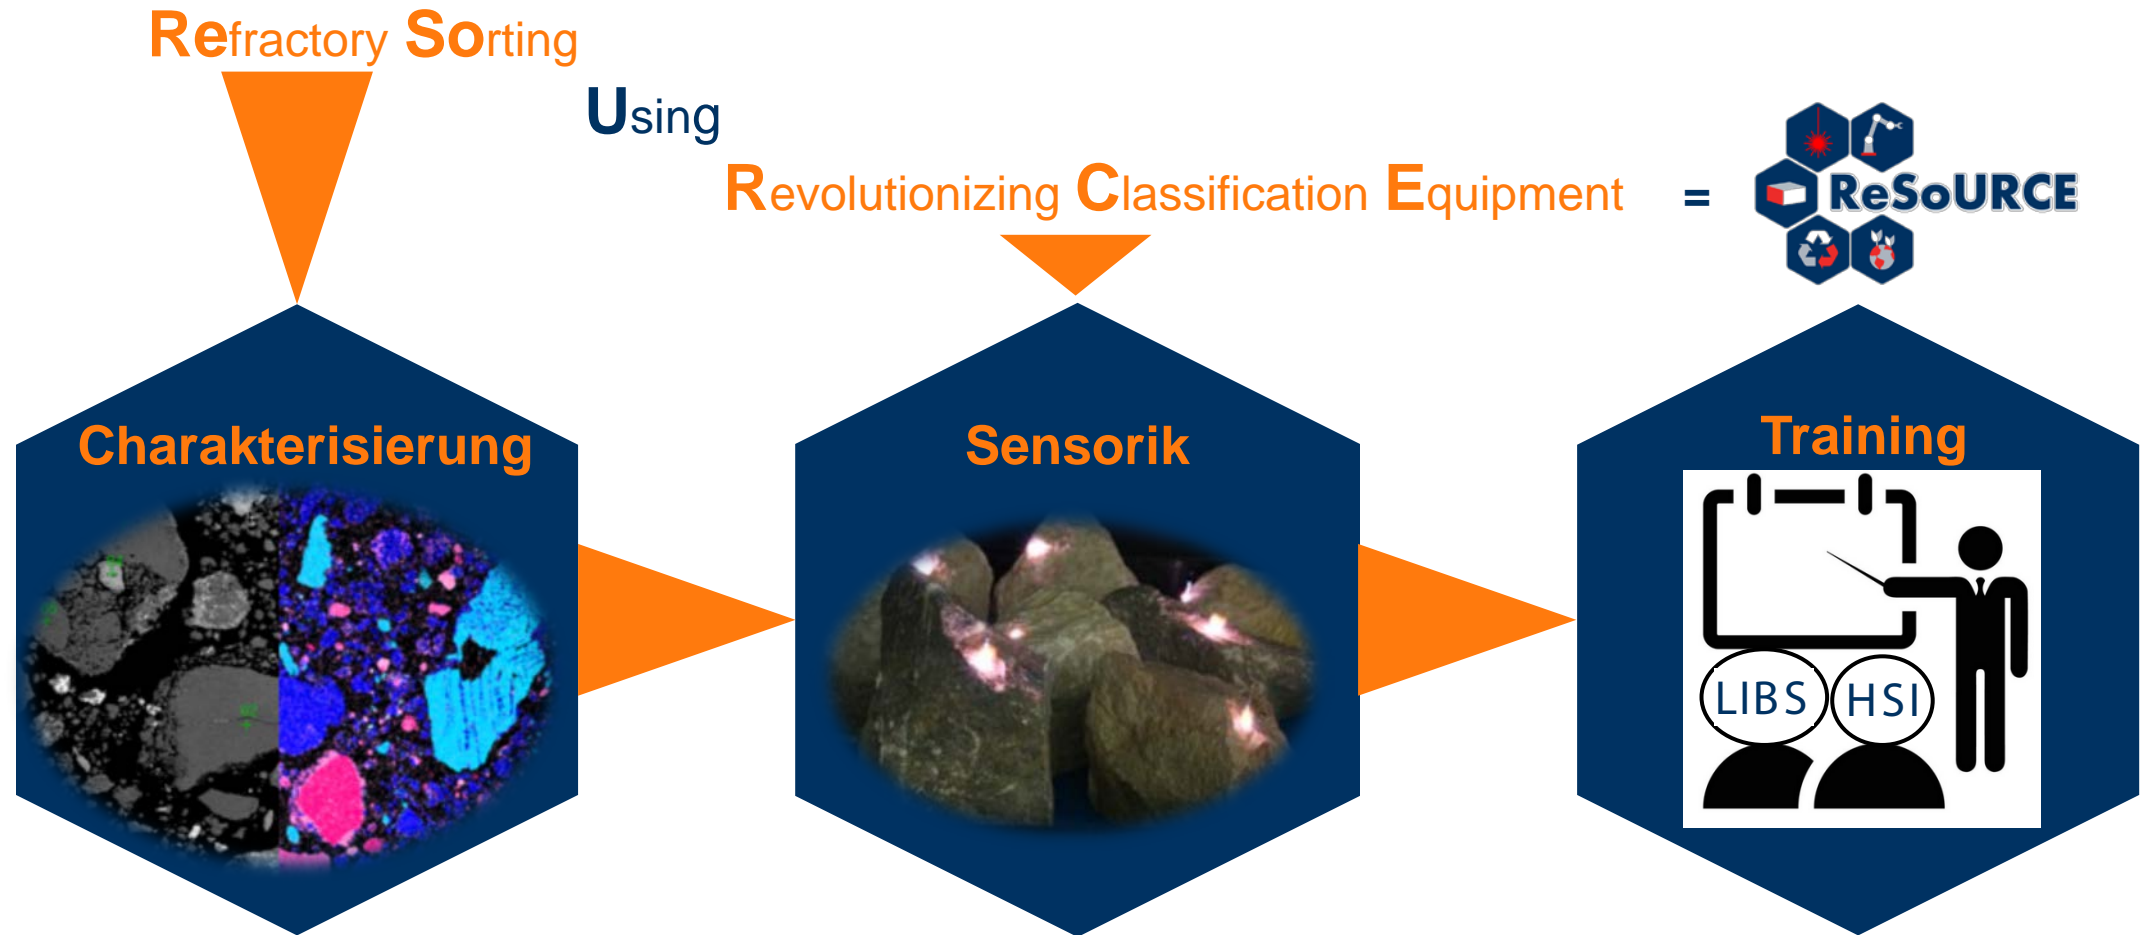 Refractory Sorting
Using
Revolutionizing Classification Equipment =
ReSoURCE
Charakterisierung
Sensorik
Training
LIBS HSI